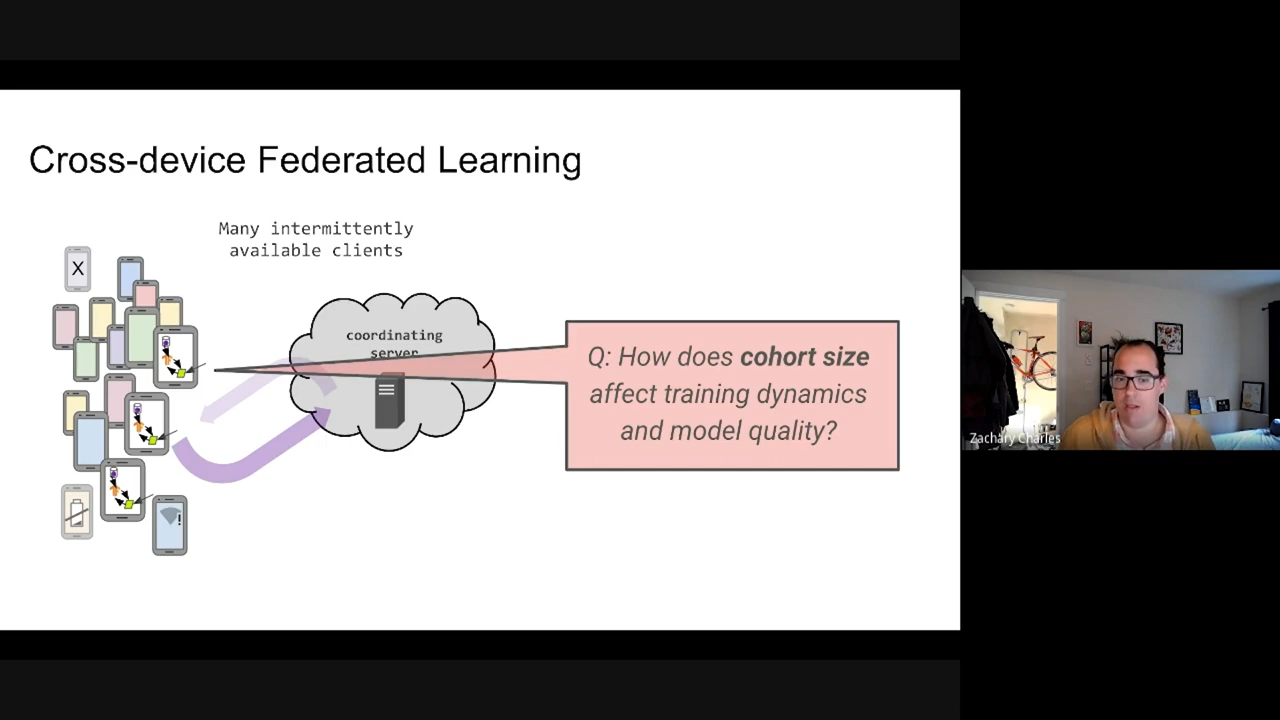 Cross-device Federated Learning
Many intermittently
available clients
X
coordinating
server
Q: How does cohort size
affect training dynamics
and model quality?
!
Zachary Charles